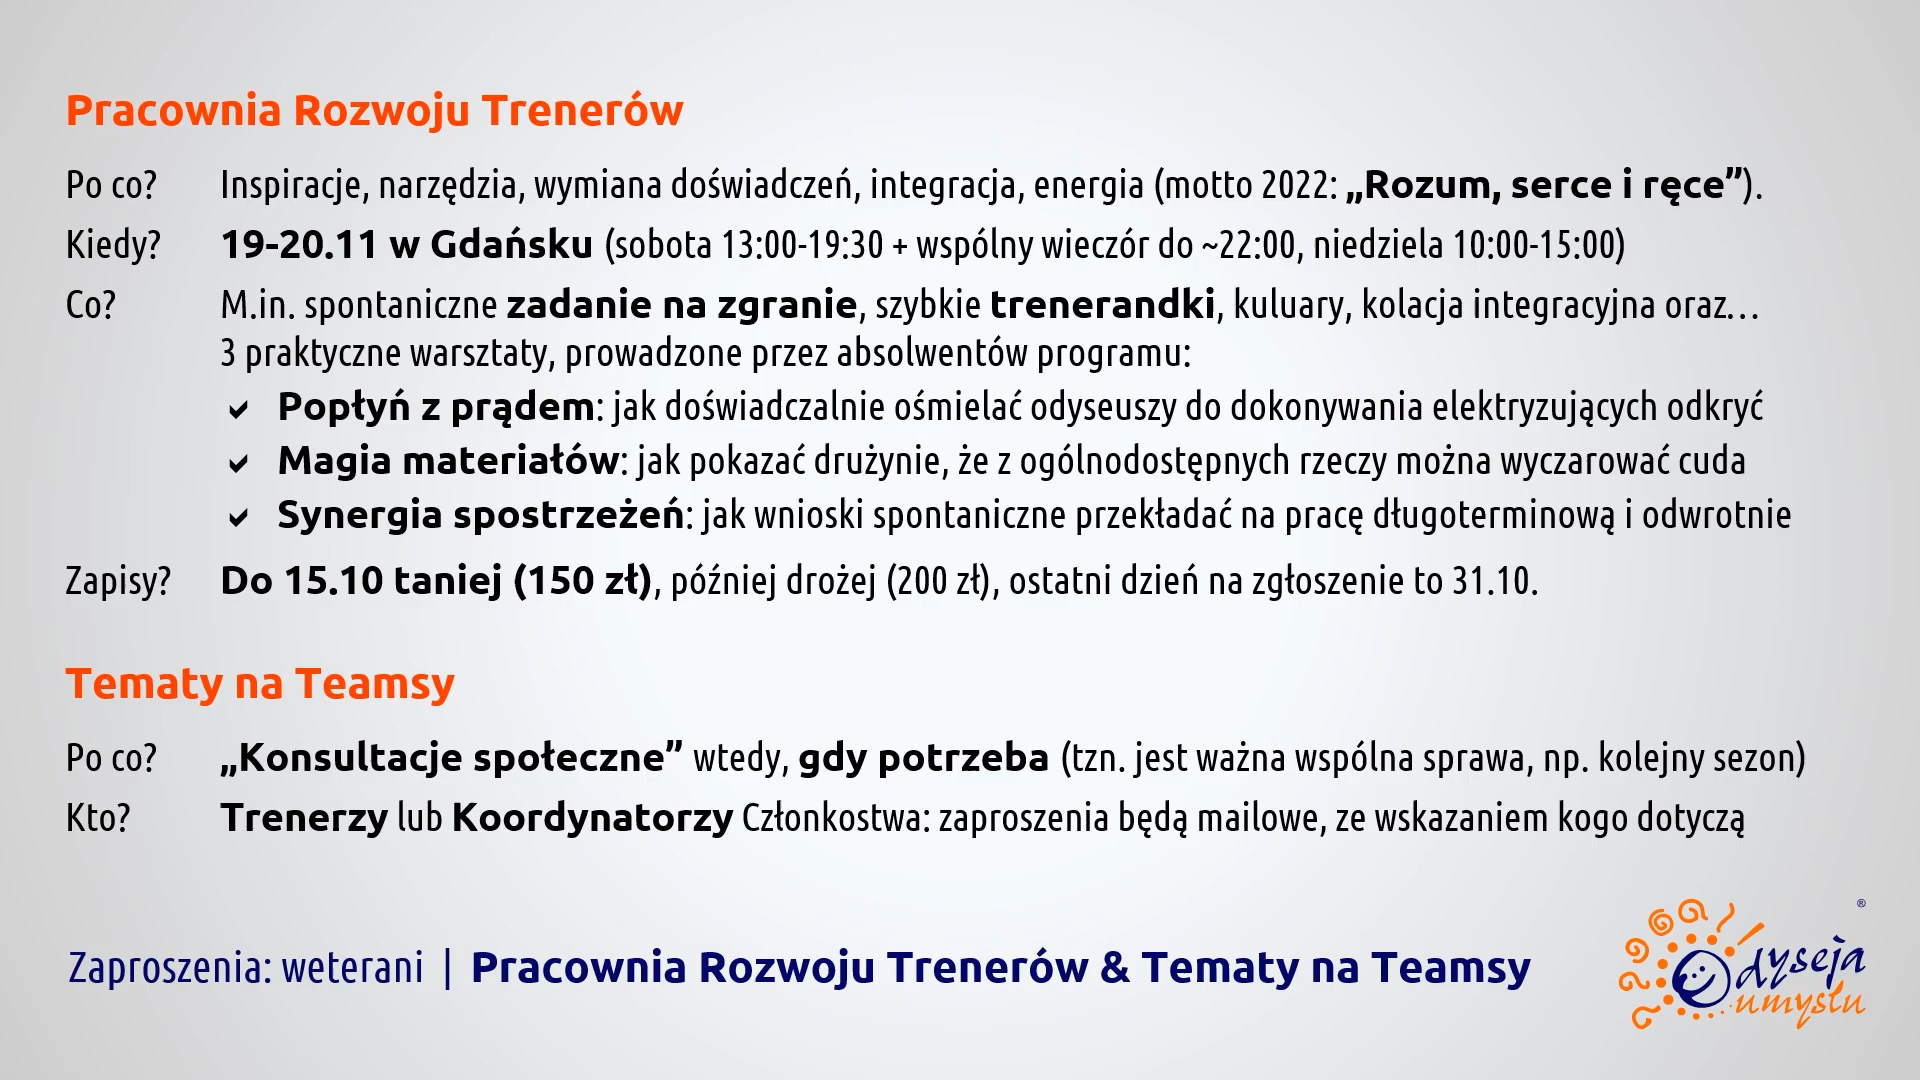 Pracownia Rozwoju Trenerów
Po co? Inspiracje, narzędzia, wymiana doświadczeń, integracja, energia (motto 2022: „Rozum, serce i ręce”).
Kiedy? 19-20.11 w Gdańsku (sobota 13:00-19:30 + wspólny wieczór do ~22:00, niedziela 10:00-15:00)
Co? M.in. spontaniczne zadanie na zgranie, szybkie trenerandki, kuluary, kolacja integracyjna oraz…
3 praktyczne warsztaty, prowadzone przez absolwentów programu:
✓ Popłyń z prądem: jak doświadczalnie ośmielać odyseuszy do dokonywania elektryzujących odkryć
✓ Magia materiałów: jak pokazać drużynie, że z ogólnodostępnych rzeczy można wyczarować cuda
✓ Synergia spostrzeżeń: jak wnioski spontaniczne przekładać na pracę długoterminową i odwrotnie
Zapisy? Do 15.10 taniej (150 zł), później drożej (200 zł), ostatni dzień na zgłoszenie to 31.10.
Tematy na Teamsy
Po co? „Konsultacje społeczne” wtedy, gdy potrzeba (tzn. jest ważna wspólna sprawa, np. kolejny sezon)
Kto? Trenerzy lub Koordynatorzy Członkostwa: zaproszenia będą mailowe, ze wskazaniem kogo dotyczą
Zaproszenia: weterani | Pracownia Rozwoju Trenerów & Tematy na Teamsy
Odyseja ®
umysłu